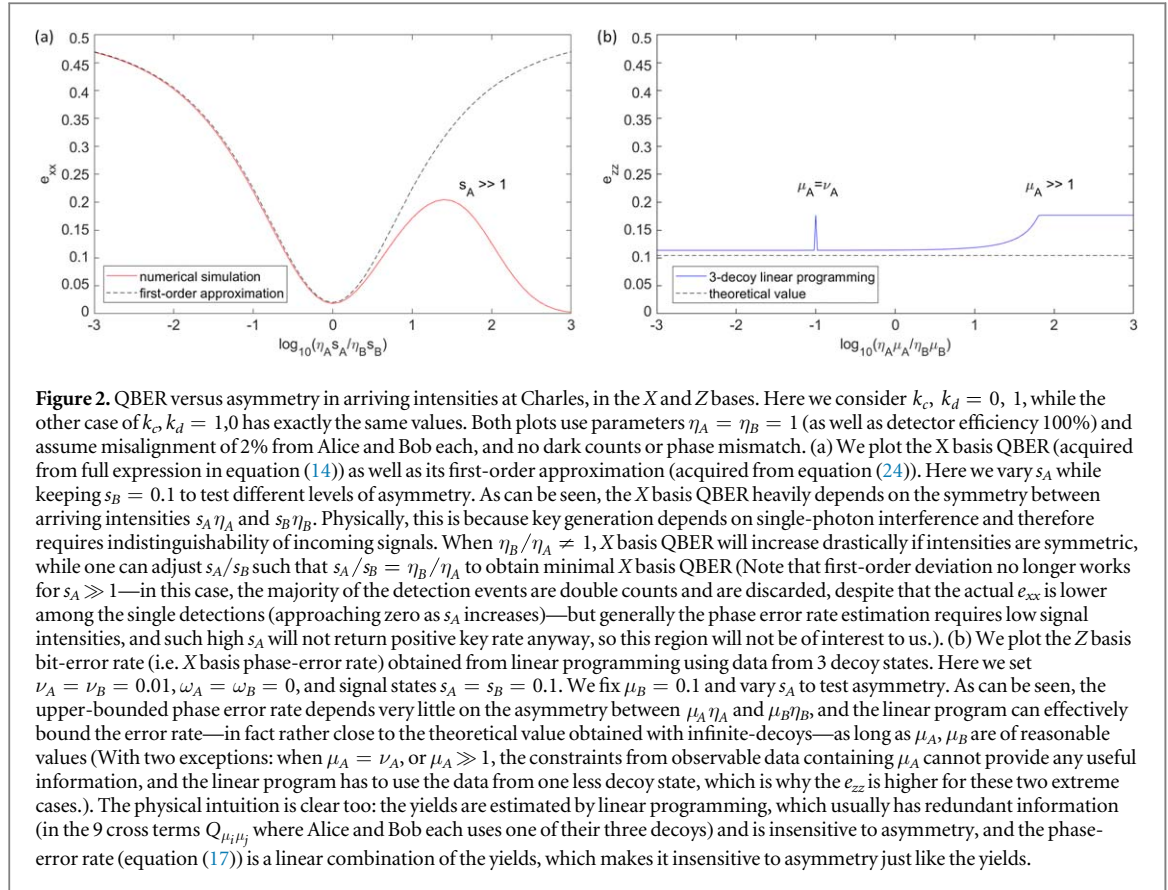 (a)
0.5
0.45
0.4
0.35
0.3
0.25
0.2
0.15
0.1
0.05
0
e_xx
s_A >> 1
numerical simulation
first-order approximation
-3 -2 -1 0 1 2 3
log_10(η_A s_A/η_B s_B)
(b)
0.5
0.45
0.4
0.35
0.3
0.25
0.2
0.15
0.1
0.05
0
e_zz
μ_A=ν_A
μ_A >> 1
3-decoy linear programming
theoretical value
-3 -2 -1 0 1 2 3
log_10(η_A μ_A/η_B μ_B)
Figure 2. QBER versus asymmetry in arriving intensities at Charles, in the X and Z bases. Here we consider k_c, k_d = 0, 1, while the
other case of k_c, k_d = 1,0 has exactly the same values. Both plots use parameters η_A = η_B = 1 (as well as detector efficiency 100%) and
assume misalignment of 2% from Alice and Bob each, and no dark counts or phase mismatch. (a) We plot the X basis QBER (acquired
from full expression in equation (14)) as well as its first-order approximation (acquired from equation (24)). Here we vary s_A while
keeping s_B = 0.1 to test different levels of asymmetry. As can be seen, the X basis QBER heavily depends on the symmetry between
arriving intensities s_A η_A and s_B η_B. Physically, this is because key generation depends on single-photon interference and therefore
requires indistinguishability of incoming signals. When η_B/η_A ≠ 1, X basis QBER will increase drastically if intensities are symmetric,
while one can adjust s_A/s_B such that s_A/s_B = η_B/η_A to obtain minimal X basis QBER (Note that first-order deviation no longer works
for s_A ≫ 1—in this case, the majority of the detection events are double counts and are discarded, despite that the actual e_xx is lower
among the single detections (approaching zero as s_A increases)—but generally the phase error rate estimation requires low signal
intensities, and such high s_A will not return positive key rate anyway, so this region will not be of interest to us.). (b) We plot the Z basis
bit-error rate (i.e. X basis phase-error rate) obtained from linear programming using data from 3 decoy states. Here we set
ν_A = ν_B = 0.01, ω_A = ω_B = 0, and signal states s_A = s_B = 0.1. We fix μ_B = 0.1 and vary s_A to test asymmetry. As can be seen, the
upper-bounded phase error rate depends very little on the asymmetry between μ_A η_A and μ_B η_B, and the linear program can effectively
bound the error rate—in fact rather close to the theoretical value obtained with infinite-decoys—as long as μ_A, μ_B are of reasonable
values (With two exceptions: when μ_A = ν_A, or μ_A ≫ 1, the constraints from observable data containing μ_A cannot provide any useful
information, and the linear program has to use the data from one less decoy state, which is why the e_zz is higher for these two extreme
cases.). The physical intuition is clear too: the yields are estimated by linear programming, which usually has redundant information
(in the 9 cross terms Q_μ_iμ_j where Alice and Bob each uses one of their three decoys) and is insensitive to asymmetry, and the phase-
error rate (equation (17)) is a linear combination of the yields, which makes it insensitive to asymmetry just like the yields.